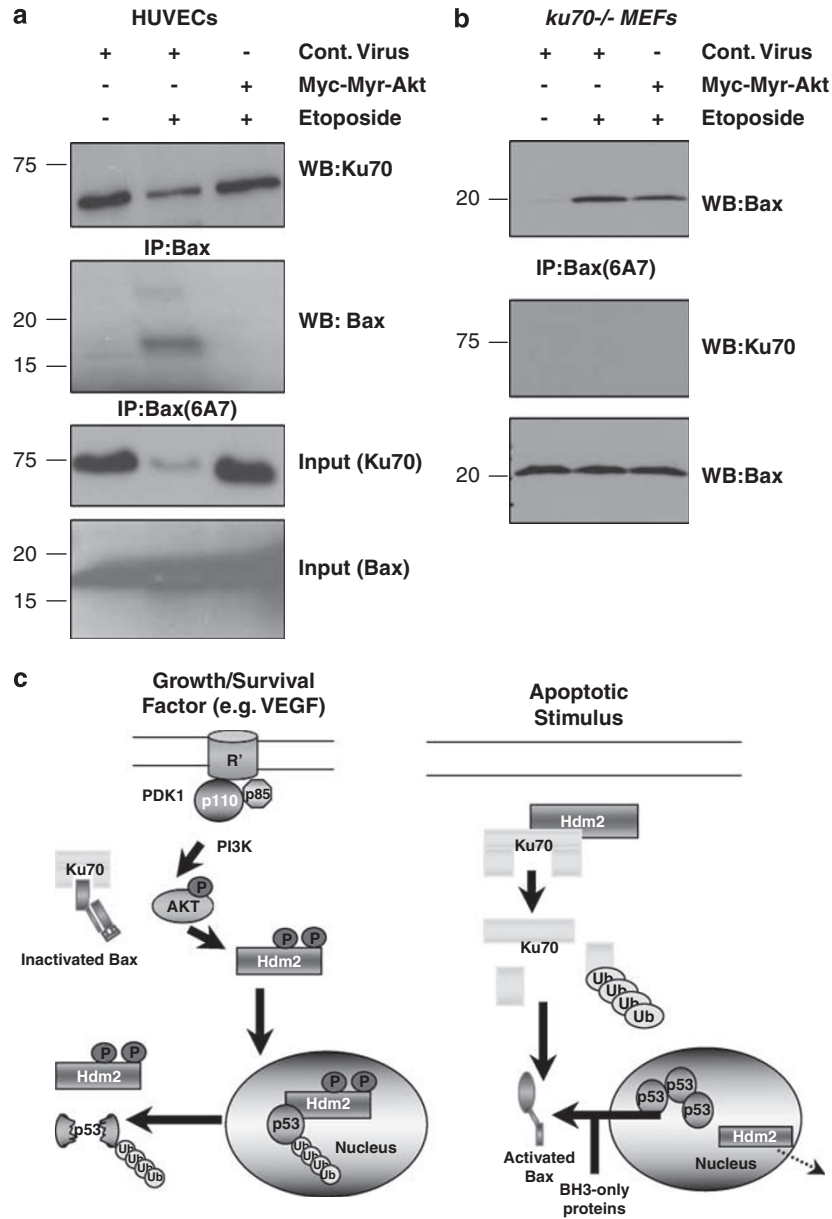 a
HUVECs
+ + - Cont. Virus
- - + Myc-Myr-Akt
- + + Etoposide
75
WB:Ku70
IP:Bax
20
15
WB: Bax
IP:Bax(6A7)
75
Input (Ku70)
20
15
Input (Bax)
b
ku70-/- MEFs
+ + - Cont. Virus
- - + Myc-Myr-Akt
- + + Etoposide
20
WB:Bax
IP:Bax(6A7)
75
WB:Ku70
20
WB:Bax
c
Growth/Survival
Factor (e.g. VEGF)
R’
PDK1
p110
p85
PI3K
Ku70
P
AKT
Inactivated Bax
P P
Hdm2
P P
Hdm2
p53
Ub
Ub
Ub
Ub
P P
Hdm2
p53
Ub
Ub
Ub
Ub
Nucleus
Apoptotic
Stimulus
Hdm2
Ku70
Ku70
Ub
Ub
Ub
Ub
p53
p53
p53
Hdm2
Nucleus
Activated
Bax
BH3-only
proteins